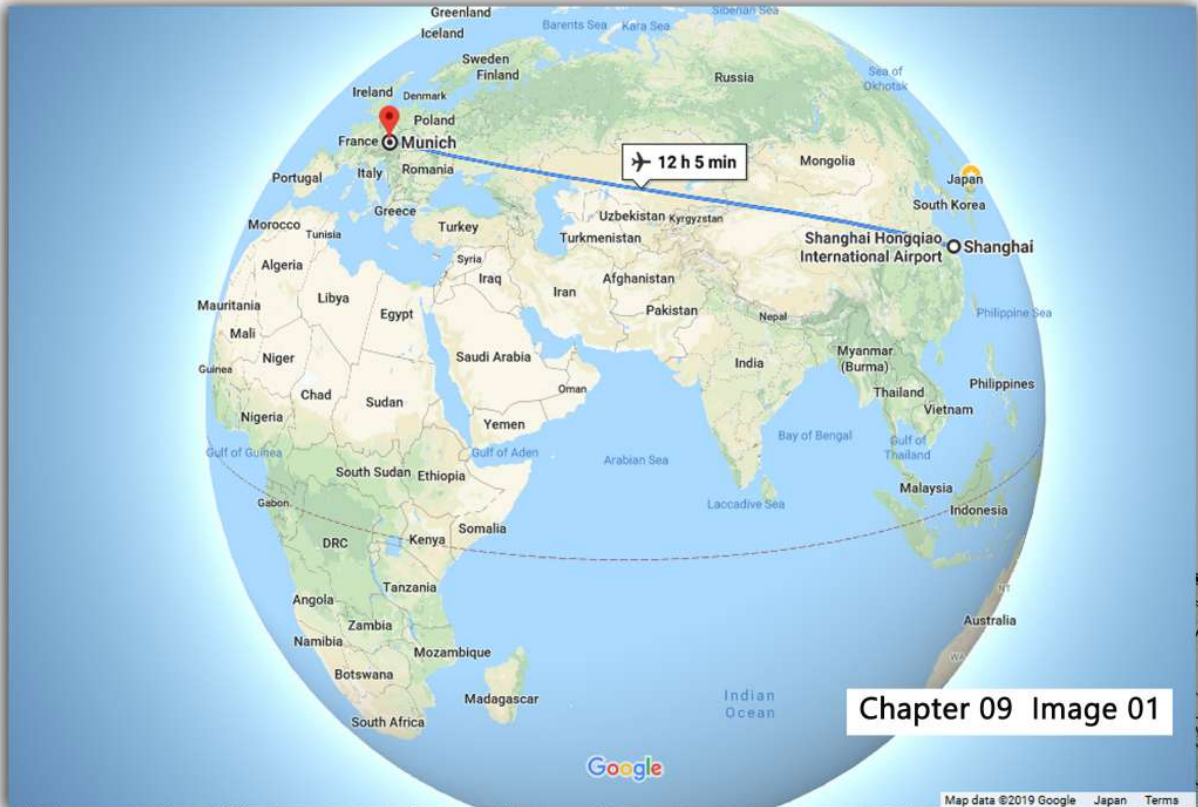 Greenland
Siberian Sea
Iceland
Barents Sea
Kara Sea
Sweden
Finland
Russia
Sea of
Okhotsk
Ireland
Denmark
Poland
France
Munich
12 h 5 min
Mongolia
Portugal
Italy
Romania
Japan
South Korea
Greece
Uzbekistan
Kyrgyzstan
Morocco
Tunisia
Turkey
Turkmenistan
Shanghai Hongqiao
International Airport
Shanghai
Algeria
Syria
Iraq
Iran
Afghanistan
Libya
Egypt
Pakistan
Mauritania
Nepal
Philippine Sea
Mali
Niger
Saudi Arabia
India
Myanmar
(Burma)
Guinea
Chad
Sudan
Oman
Thailand
Philippines
Nigeria
Yemen
Vietnam
Gulf of Guinea
Gulf of Aden
Arabian Sea
Bay of Bengal
Gulf of
Thailand
South Sudan
Ethiopia
Malaysia
Gabon
Laccadive Sea
Indonesia
Somalia
DRC
Kenya
Tanzania
NT
Angola
Australia
Zambia
Namibia
Mozambique
WA
Botswana
Madagascar
Indian
Ocean
South Africa
Chapter 09 Image 01
Google
Map data ©2019 Google Japan Terms